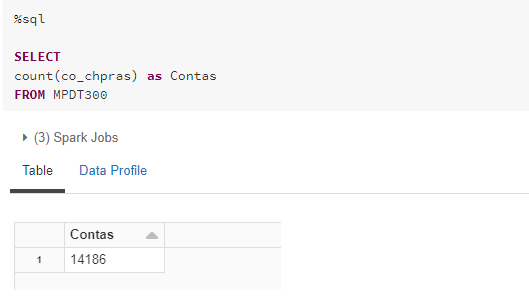 %sql
SELECT
count(co_chpras) as Contas
FROM MPDT300
(3) Spark Jobs
Table Data Profile
Contas
1 14186